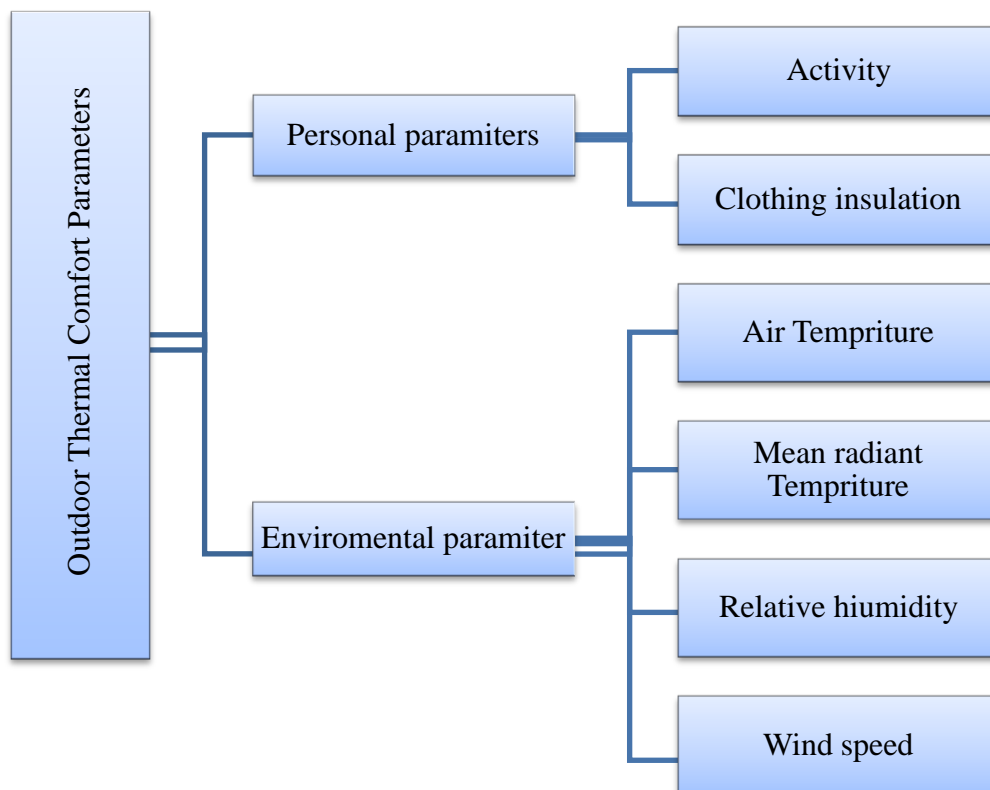 Outdoor Thermal Comfort Parameters
Personal paramiters
Activity
Clothing insulation
Enviromental paramiter
Air Tempriture
Mean radiant
Tempriture
Relative hiumidity
Wind speed